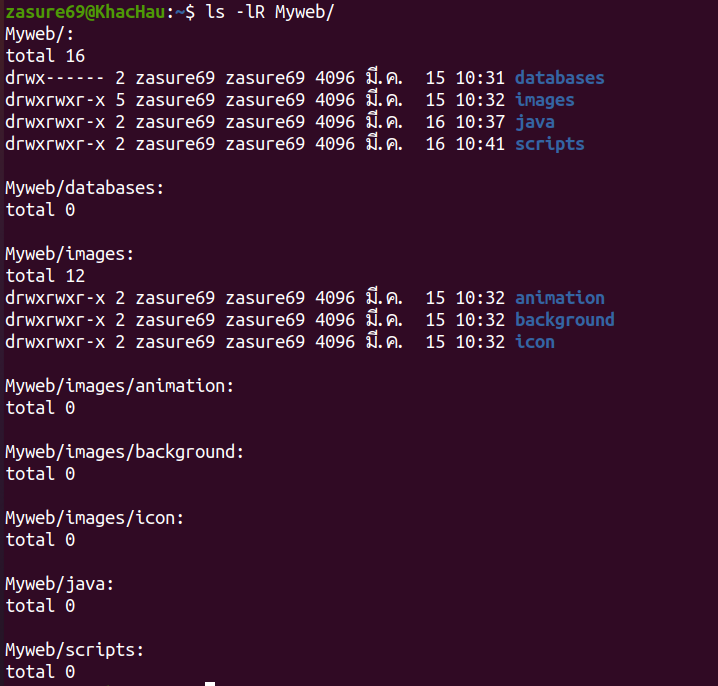 zasure69@KhacHau:~$ ls -lR Myweb/
Myweb/:
total 16
drwx------ 2 zasure69 zasure69 4096 มี.ค.  15 10:31 databases
drwxrwxr-x 5 zasure69 zasure69 4096 มี.ค.  15 10:32 images
drwxrwxr-x 2 zasure69 zasure69 4096 มี.ค.  16 10:37 java
drwxrwxr-x 2 zasure69 zasure69 4096 มี.ค.  16 10:41 scripts

Myweb/databases:
total 0

Myweb/images:
total 12
drwxrwxr-x 2 zasure69 zasure69 4096 มี.ค.  15 10:32 animation
drwxrwxr-x 2 zasure69 zasure69 4096 มี.ค.  15 10:32 background
drwxrwxr-x 2 zasure69 zasure69 4096 มี.ค.  15 10:32 icon

Myweb/images/animation:
total 0

Myweb/images/background:
total 0

Myweb/images/icon:
total 0

Myweb/java:
total 0

Myweb/scripts:
total 0